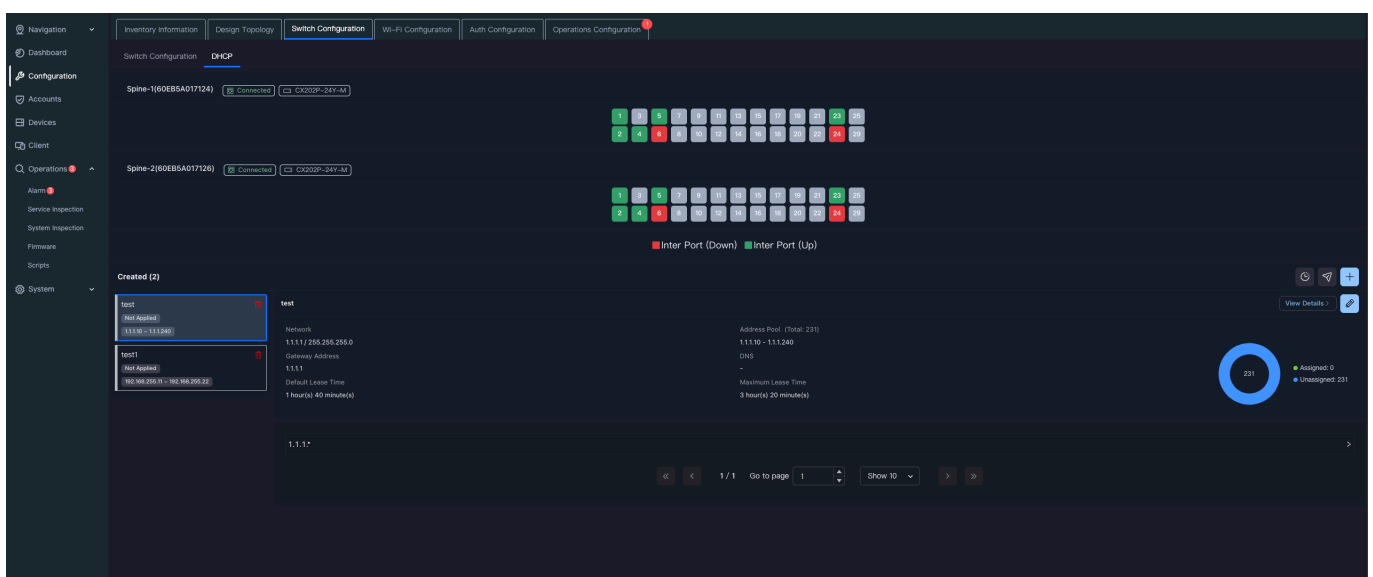 Navigation
Inventory Information Design Topology Switch Configuration Wi-Fi Configuration Auth Configuration Operations Configuration 1
Dashboard
Switch Configuration DHCP
Configuration
Accounts
Devices
Client
Operations 3
Alarm 3
Service Inspection
System Inspection
Firmware
Scripts
System
Spine-1(60EB5A017124) Connected CX202P-24Y-M
1 3 5 7 9 11 13 15 17 19 21 23 25
2 4 6 8 10 12 14 16 18 20 22 24
Spine-2(60EB5A017126) Connected CX202P-24Y-M
1 3 5 7 9 11 13 15 17 19 21 23 25
2 4 6 8 10 12 14 16 18 20 22 24
Inter Port (Down) Inter Port (Up)
Created (2)
test
Not Applied
1.1.1.10 ~ 1.1.1.240
test1
Not Applied
192.168.255.11 ~ 192.168.255.22
test
View Details >
Network
1.1.1.1 / 255.255.255.0
Gateway Address
1.1.1.1
Default Lease Time
1 hour(s) 40 minute(s)
Address Pool (Total: 231)
1.1.1.10 ~ 1.1.1.240
DNS
-
Maximum Lease Time
3 hour(s) 20 minute(s)
231
Assigned: 0
Unassigned: 231
1.1.1.*
1 / 1 Go to page 1 Show 10